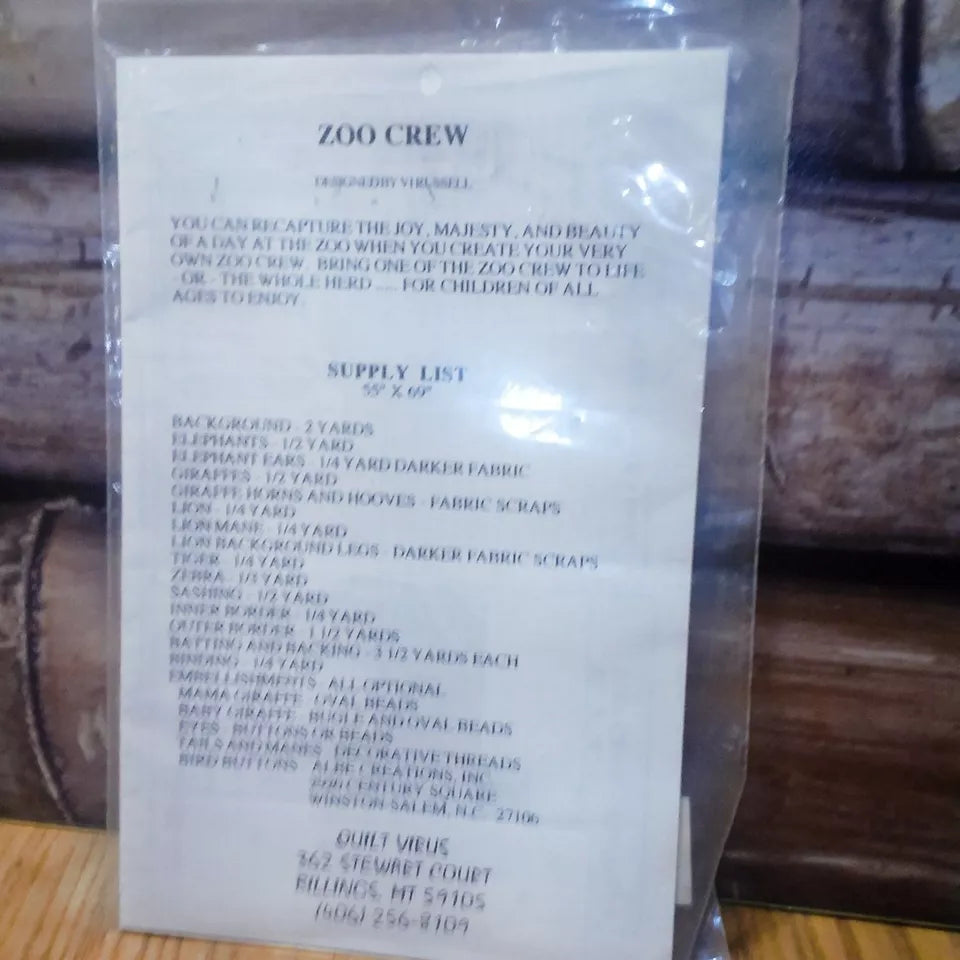 ZOO CREW
DESIGNED BY VI RUSSELL
YOU CAN RECAPTURE THE JOY, MAJESTY, AND BEAUTY
OF A DAY AT THE ZOO WHEN YOU CREATE YOUR VERY
OWN ZOO CREW. BRING ONE OF THE ZOO CREW TO LIFE
- OR - THE WHOLE HERD ..... FOR CHILDREN OF ALL
AGES TO ENJOY.
SUPPLY LIST
55" X 69"
BACKGROUND - 2 YARDS
ELEPHANTS - 1/2 YARD
ELEPHANT EARS - 1/4 YARD DARKER FABRIC
GIRAFFES - 1/2 YARD
GIRAFFE HORNS AND HOOVES - FABRIC SCRAPS
LION - 1/4 YARD
LION MANE - 1/4 YARD
LION BACKGROUND LEGS - DARKER FABRIC SCRAPS
TIGER - 1/4 YARD
ZEBRA - 1/4 YARD
SASHING - 1/2 YARD
INNER BORDER - 1/4 YARD
OUTER BORDER - 1 1/2 YARDS
BATTING AND BACKING - 3 1/2 YARDS EACH
BINDING - 1/4 YARD
EMBELLISHMENTS - ALL OPTIONAL
MAMA GIRAFFE - OVAL BEADS
BABY GIRAFFE - BUGLE AND OVAL BEADS
EYES - BUTTONS OR BEADS
TAILS AND MANES - DECORATIVE THREADS
BIRD BUTTONS - CREATIONS, INC.
CENTURY SQUARE
WINSTON-SALEM, N.C. 27106
QUILT VIBUS
362 STEWART COURT
BILLINGS, MT 59105
(406) 256-8109